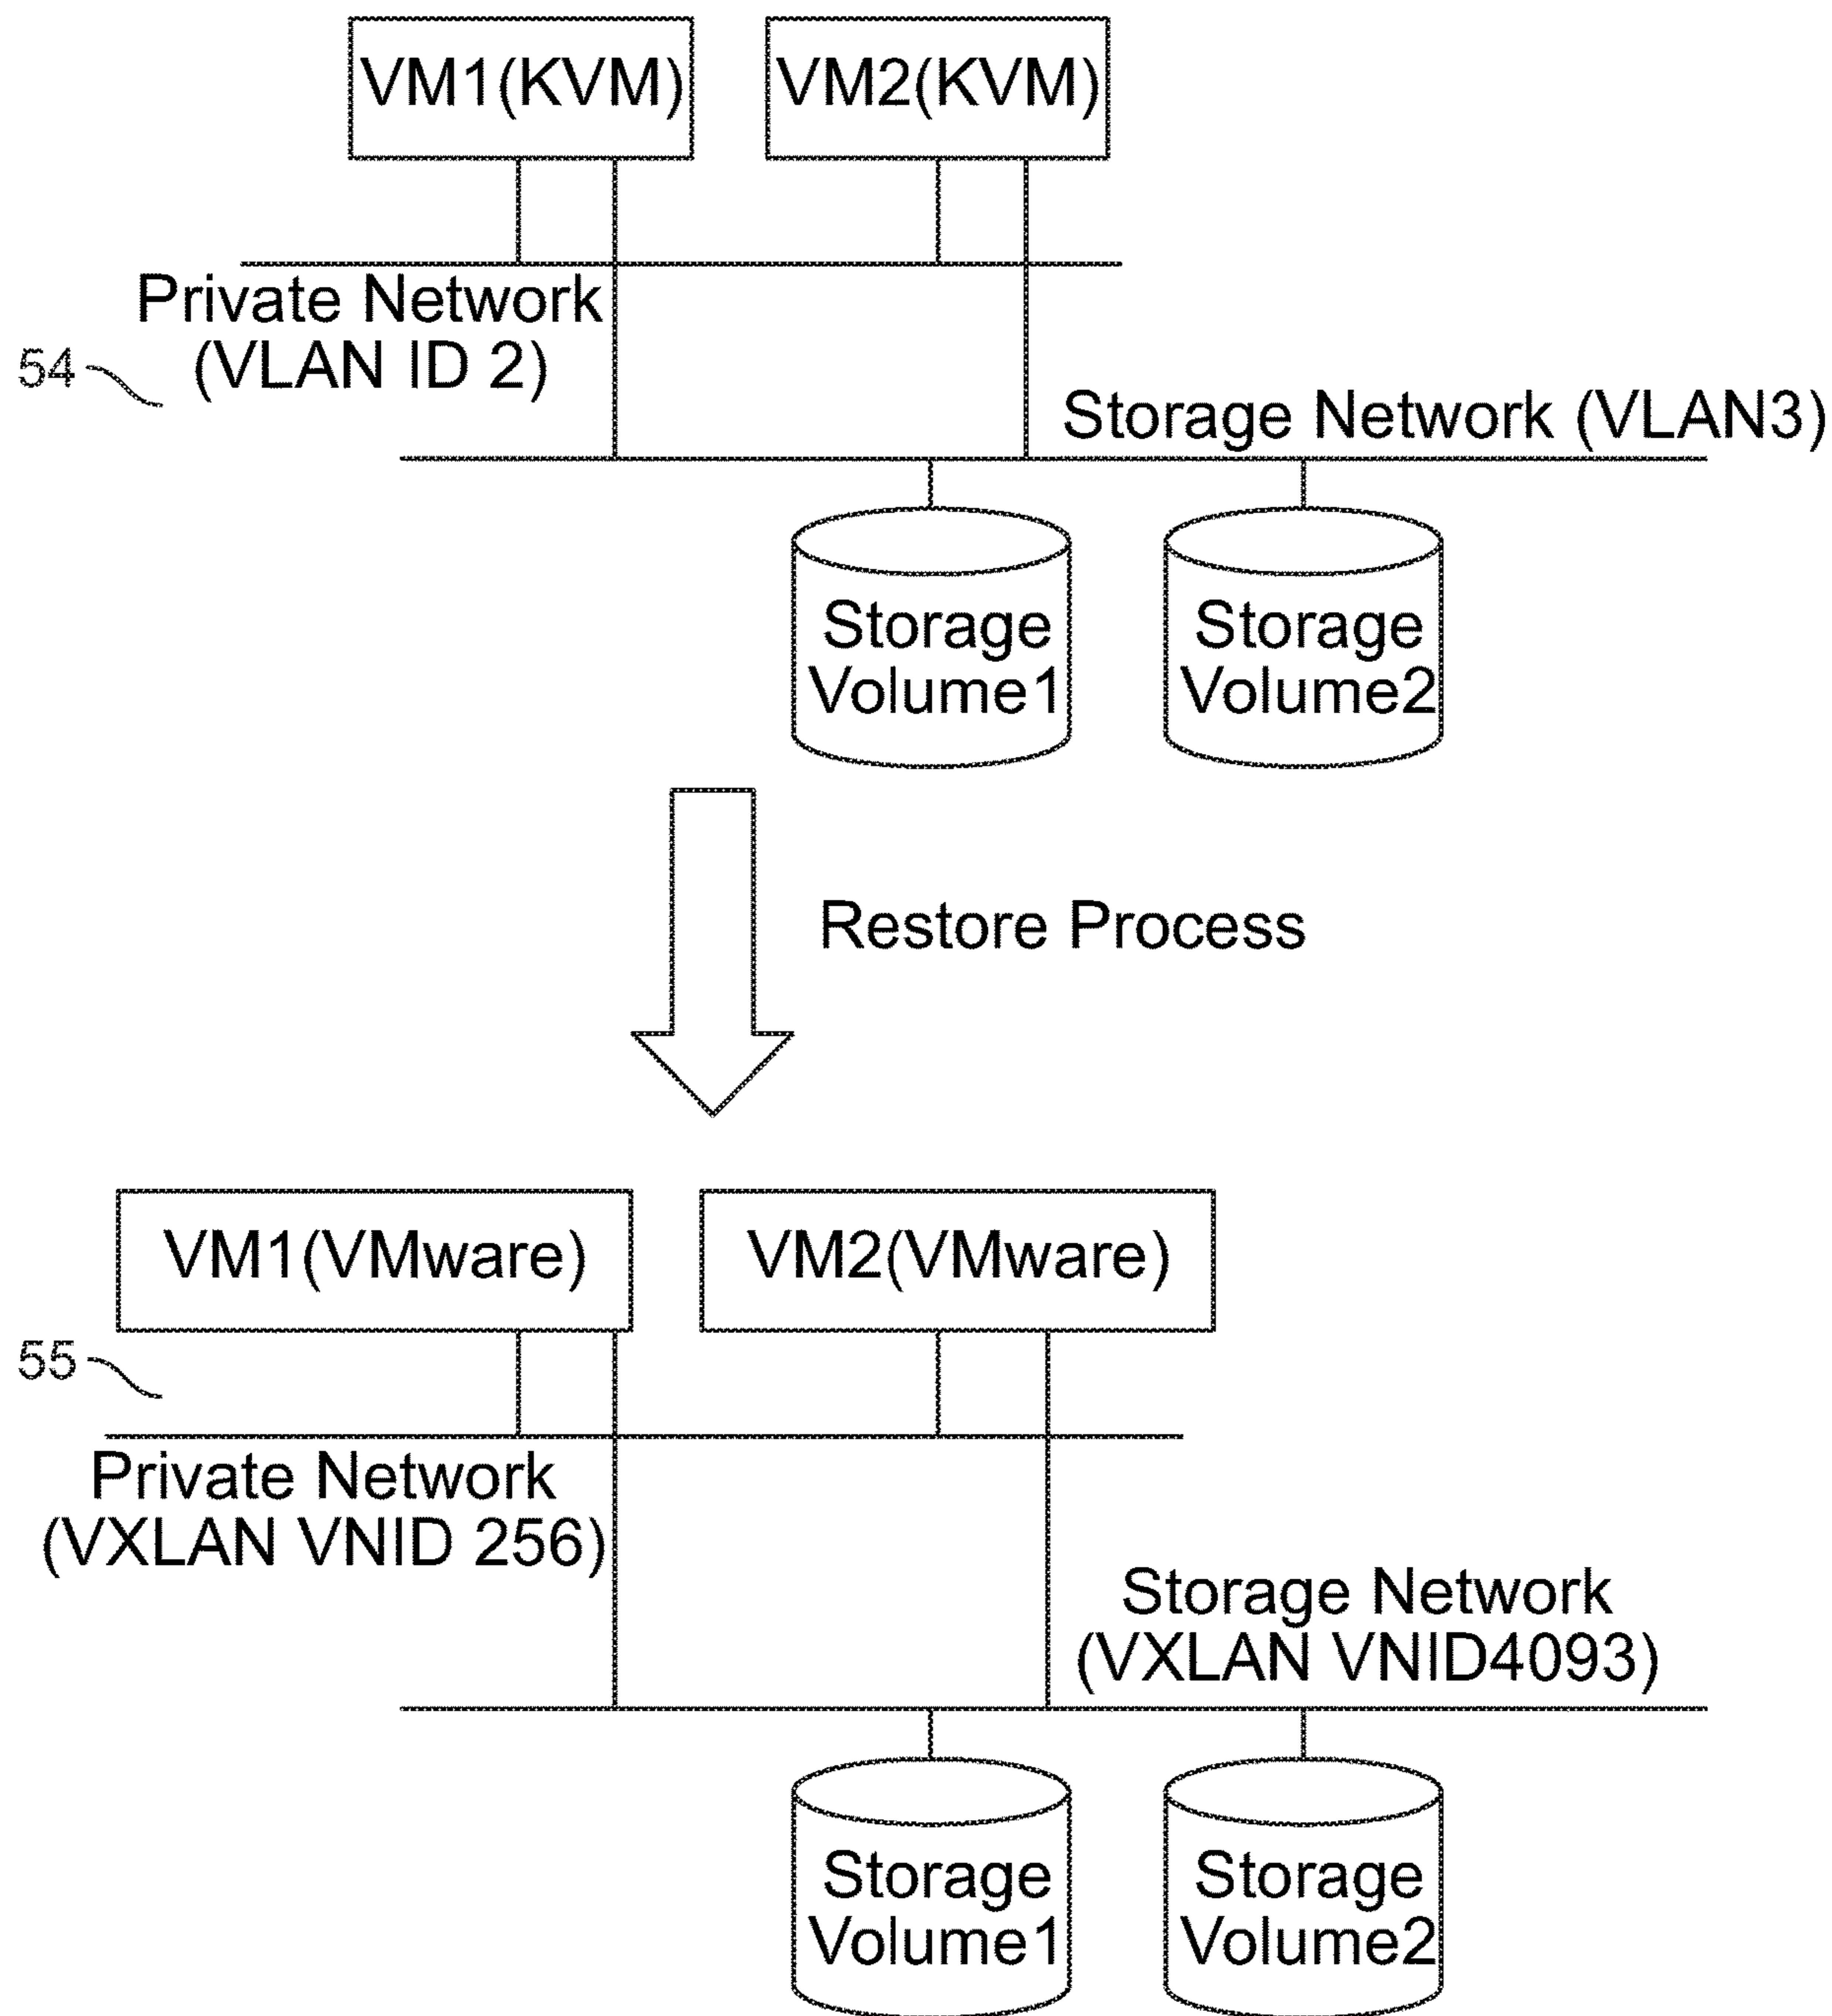 VM1(KVM)
VM2(KVM)
Private Network
(VLAN ID 2)
54
Storage Network (VLAN3)
Storage
Volume1
Storage
Volume2
Restore Process
VM1(VMware)
VM2(VMware)
55
Private Network
(VXLAN VNID 256)
Storage Network
(VXLAN VNID4093)
Storage
Volume1
Storage
Volume2